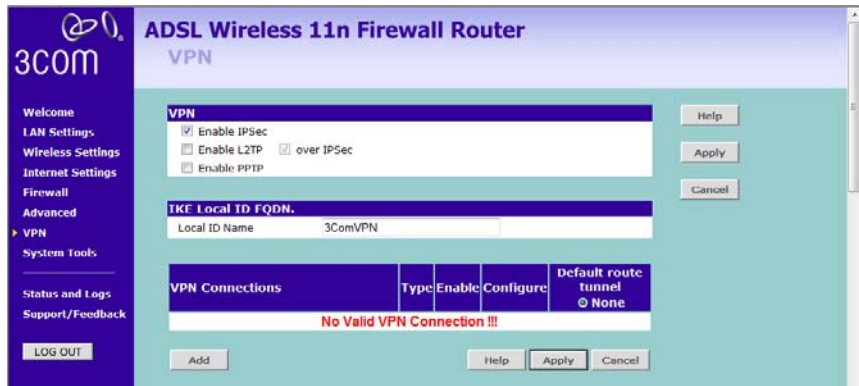 3COM
ADSL Wireless 11n Firewall Router
VPN
Welcome
LAN Settings
Wireless Settings
Internet Settings
Firewall
Advanced
VPN
System Tools
Status and Logs
Support/Feedback
LOG OUT
VPN
Enable IPSec
Enable L2TP over IPSec
Enable PPTP
Help
Apply
Cancel
IKE Local ID FQDN.
Local ID Name 3ComVPN
VPN Connections Type Enable Configure Default route tunnel None
No Valid VPN Connection !!!
Add Help Apply Cancel